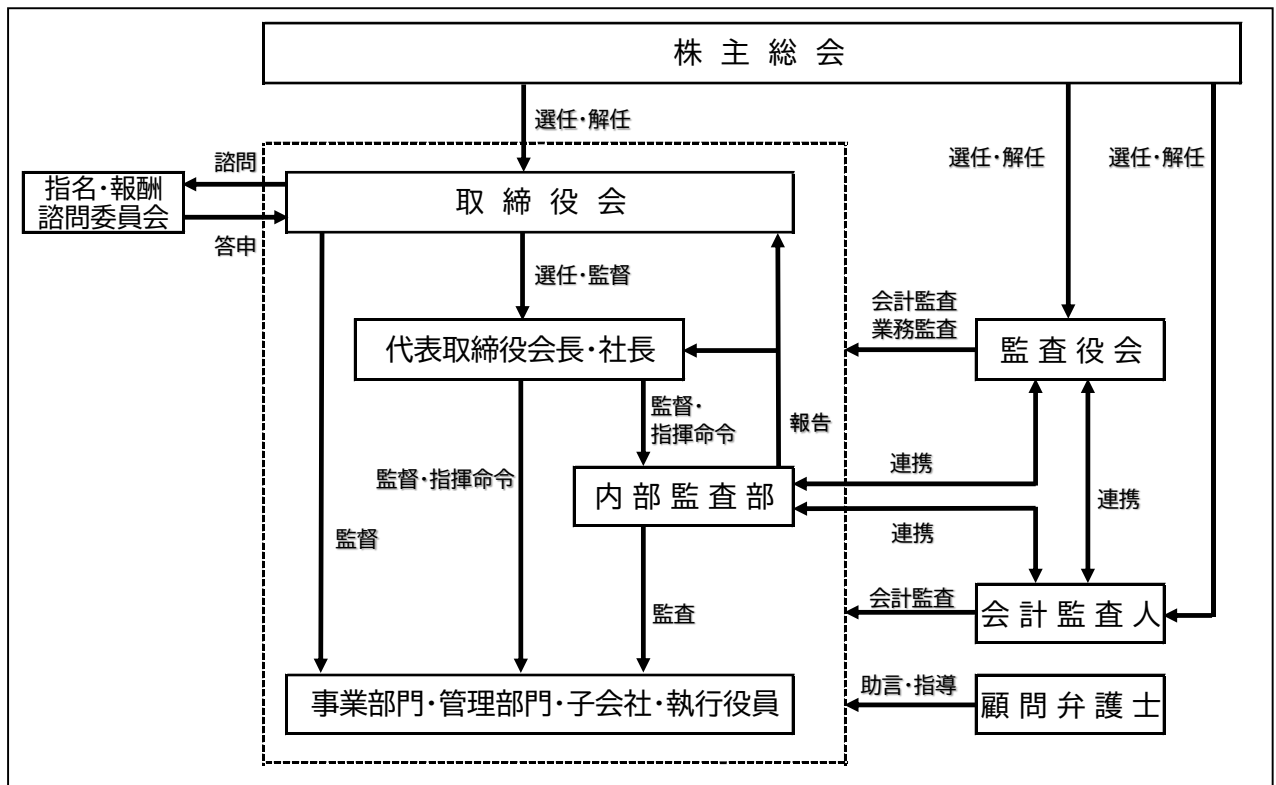 株主総会
選任・解任
選任・解任
選任・解任
諮問
指名・報酬
諮問委員会
答申
取締役会
選任・監督
会計監査
業務監査
代表取締役会長・社長
監査役会
監督・
指揮命令
報告
監督・指揮命令
連携
内部監査部
連携
連携
監督
会計監査
会計監査人
監査
助言・指導
事業部門・管理部門・子会社・執行役員
顧問弁護士